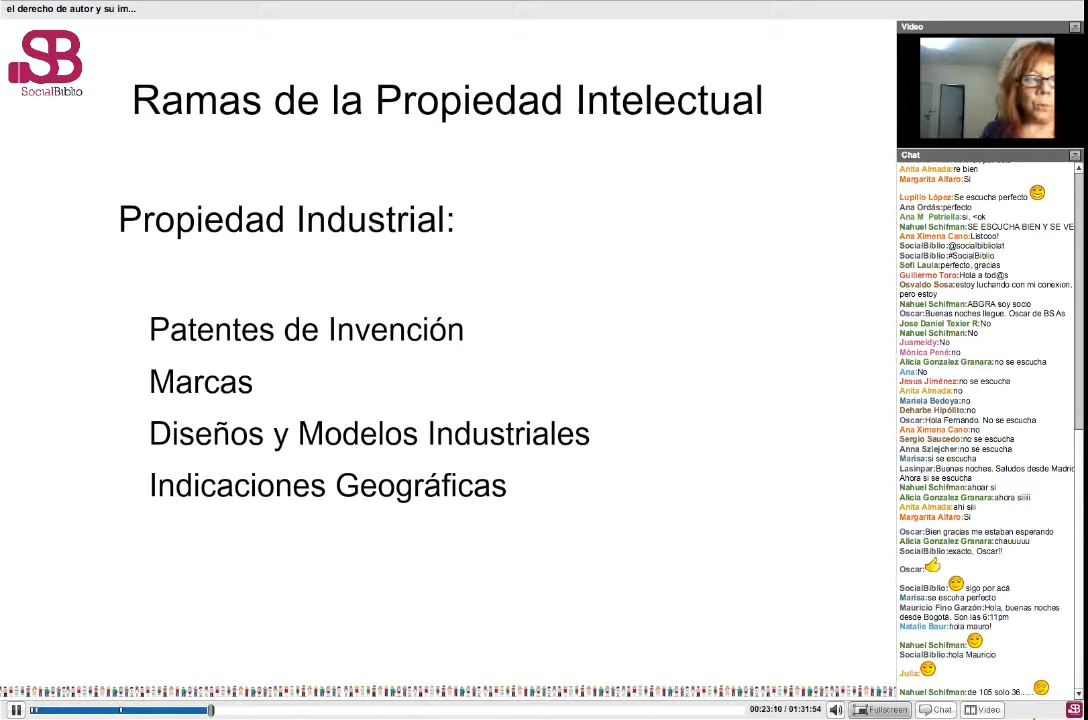 el derecho de autor y su im...
SB
SocialBiblio
Ramas de la Propiedad Intelectual
Propiedad Industrial:
Patentes de Invención
Marcas
Diseños y Modelos Industriales
Indicaciones Geográficas
Video
Chat
Anita Almada:re bien
Margarita Alfaro:Si
Lupillo López:Se escucha perfecto
Ana Ordás:perfecto
Ana M Petriella:si, <ok
Nahuel Schifman:SE ESCUCHA BIEN Y SE VE
Ana Ximena Cano:Listooo!
SocialBiblio:@socialbibliolat
SocialBiblio:#SocialBiblio
Sofi Laula:perfecto, gracias
Guillermo Toro:Hola a tod@s
Osvaldo Sosa:estoy luchando con mi conexion,
pero estoy
Nahuel Schifman:ABGRA soy socio
Oscar:Buenas noches llegue. Oscar de BS As
Jose Daniel Texier R:No
Nahuel Schifman:No
Jusmeidy:No
Mónica Pené:no
Alicia Gonzalez Granara:no se escucha
Ana:No
Jesus Jiménez:no se escucha
Anita Almada:no
Mariela Bedoya:no
Deharbe Hipólito:no
Oscar:Hola Fernando. No se escucha
Ana Ximena Cano:no
Sergio Saucedo:no se escucha
Anna Szlejcher:no se escucha
Marisa:si se escucha
Lasinpar:Buenas noches. Saludos desde Madrid
Ahora si se escucha
Nahuel Schifman:ahoar si
Alicia Gonzalez Granara:ahora siiiii
Anita Almada:ahi siii
Margarita Alfaro:Si
Oscar:Bien gracias me estaban esperando
Alicia Gonzalez Granara:chauuuuu
SocialBiblio:exacto, Oscar!!
Oscar:
SocialBiblio: sigo por acá
Marisa:se escuha perfecto
Mauricio Fino Garzón:Hola, buenas noches
desde Bogotá. Son las 6:11pm
Natalie Baur:hola mauro!
Nahuel Schifman:
SocialBiblio:hola Mauricio
Julia:
Nahuel Schifman:de 105 solo 36......
00:23:10 / 01:31:54
Fullscreen
Chat
Video
SB